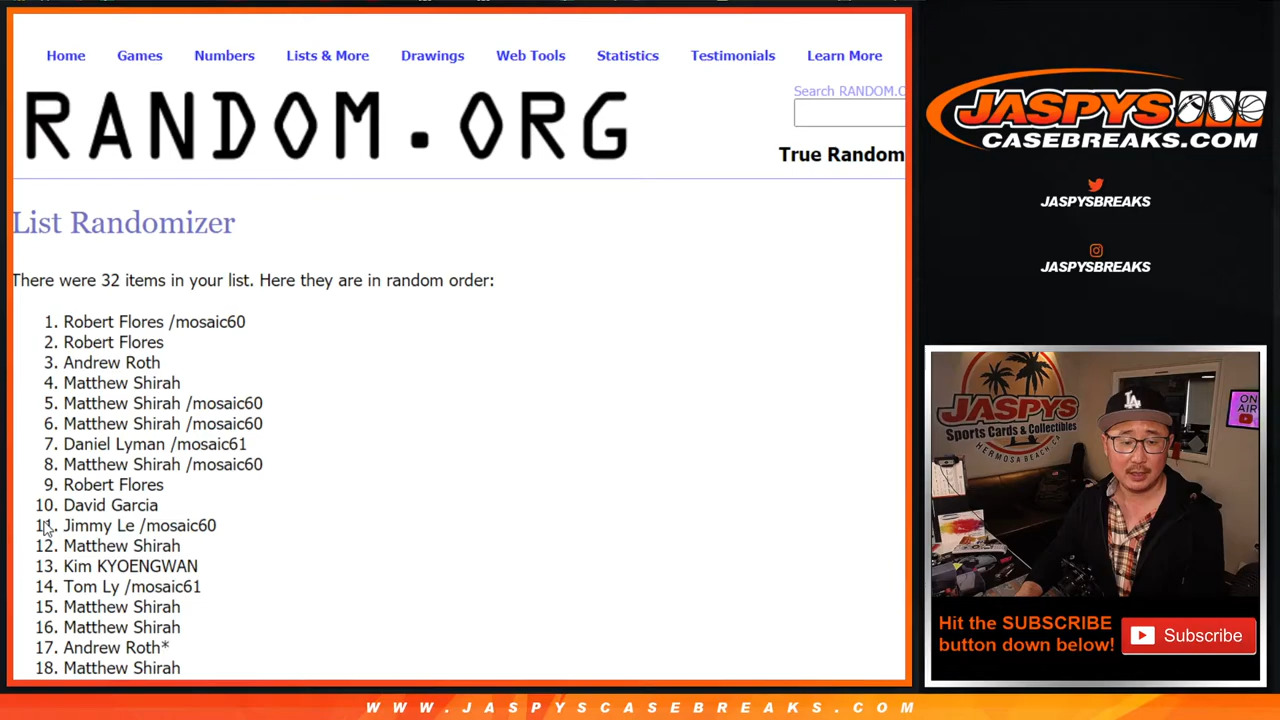 Home Games Numbers Lists & More Drawings Web Tools Statistics Testimonials Learn More
RANDOM.ORG
Search RANDOM.O
True Random
List Randomizer
There were 32 items in your list. Here they are in random order:
1. Robert Flores /mosaic60
2. Robert Flores
3. Andrew Roth
4. Matthew Shirah
5. Matthew Shirah /mosaic60
6. Matthew Shirah /mosaic60
7. Daniel Lyman /mosaic61
8. Matthew Shirah /mosaic60
9. Robert Flores
10. David Garcia
11. Jimmy Le /mosaic60
12. Matthew Shirah
13. Kim KYOENGWAN
14. Tom Ly /mosaic61
15. Matthew Shirah
16. Matthew Shirah
17. Andrew Roth*
18. Matthew Shirah
JASPYS
CASEBREAKS.COM
JASPYSBREAKS
JASPYSBREAKS
JASPYS
Sports Cards & Collectibles
HERMOSA BEACH, CA
LA
ON
AIR
Hit the SUBSCRIBE
button down below!
Subscribe
WWW.JASPYSCASEBREAKS.COM